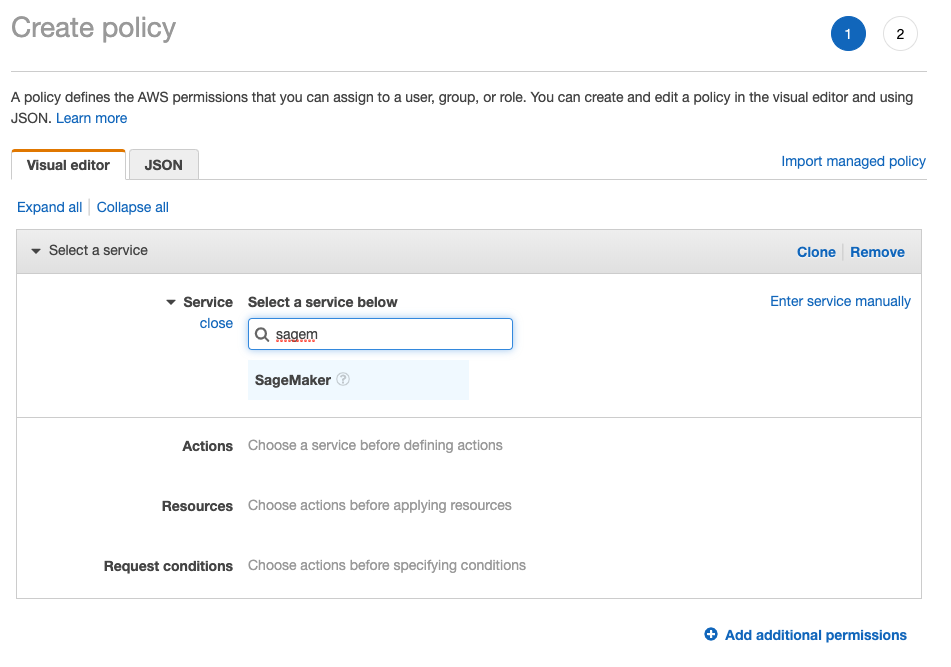 Create policy
1
2
A policy defines the AWS permissions that you can assign to a user, group, or role. You can create and edit a policy in the visual editor and using
JSON. Learn more
Visual editor
JSON
Import managed policy
Expand all
Collapse all
Select a service
Clone
Remove
Service
Select a service below
Enter service manually
close
sagem
SageMaker ?
Actions
Choose a service before defining actions
Resources
Choose actions before applying resources
Request conditions
Choose actions before specifying conditions
Add additional permissions